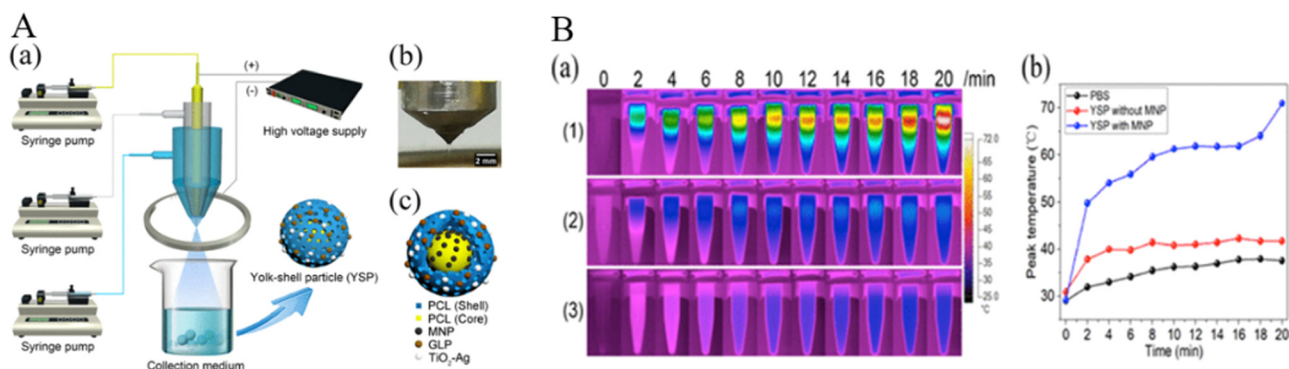 A
(a)
Syringe pump
Syringe pump
Syringe pump
(+)
(-)
High voltage supply
Yolk-shell particle (YSP)
Collection medium
(b)
2 mm
(c)
PCL (Shell)
PCL (Core)
MNP
GLP
TiO₂-Ag
B
(a)
0 2 4 6 8 10 12 14 16 18 20 /min
(1)
(2)
(3)
72.0
65
60
55
50
45
40
35
30
25.0
°C
(b)
PBS
YSP without MNP
YSP with MNP
Peak temperature (°C)
70
60
50
40
30
0 2 4 6 8 10 12 14 16 18 20
Time (min)